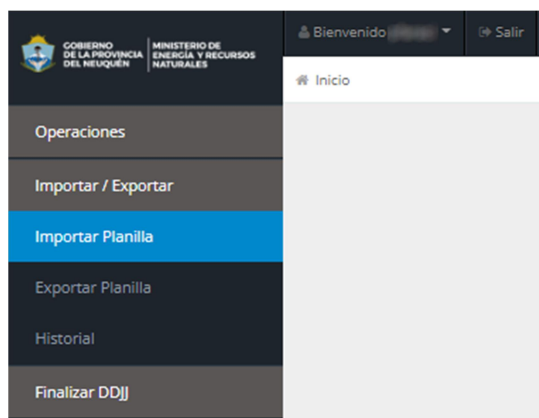 GOBIERNO
DE LA PROVINCIA
DEL NEUQUÉN
MINISTERIO DE
ENERGÍA Y RECURSOS
NATURALES
Bienvenido
Salir
Inicio
Operaciones
Importar / Exportar
Importar Planilla
Exportar Planilla
Historial
Finalizar DDJJ